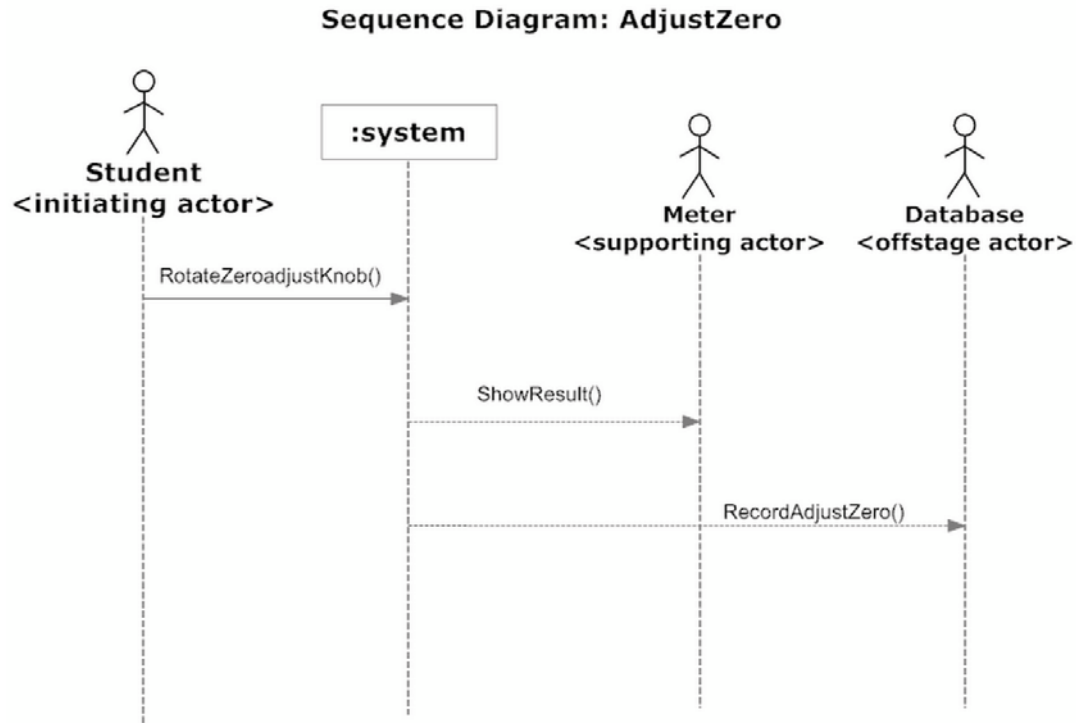 Sequence Diagram: AdjustZero
:system
Student
<initiating actor>
Meter
<supporting actor>
Database
<offstage actor>
RotateZeroadjustKnob()
ShowResult()
RecordAdjustZero()